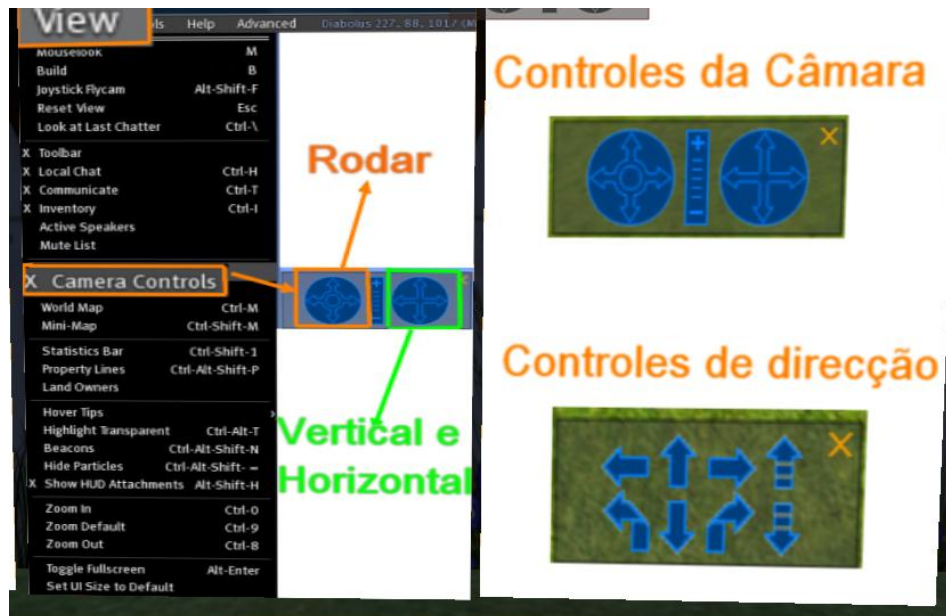 View
Help Advanced Diabolus 227, 88, 1017 (M
Mouselook M
Build B
Joystick Flycam Alt-Shift-F
Reset View Esc
Look at Last Chatter Ctrl-\
X Toolbar
X Local Chat Ctrl-H
X Communicate Ctrl-T
X Inventory Ctrl-I
Active Speakers
Mute List
X Camera Controls
World Map Ctrl-M
Mini-Map Ctrl-Shift-M
Statistics Bar Ctrl-Shift-1
Property Lines Ctrl-Alt-Shift-P
Land Owners
Hover Tips
Highlight Transparent Ctrl-Alt-T
Beacons Ctrl-Alt-Shift-N
Hide Particles Ctrl-Alt-Shift- =
X Show HUD Attachments Alt-Shift-H
Zoom In Ctrl-0
Zoom Default Ctrl-9
Zoom Out Ctrl-8
Toggle Fullscreen Alt-Enter
Set UI Size to Default
Rodar
Vertical e
Horizontal
Controles da Câmara
X
Controles de direcção
X